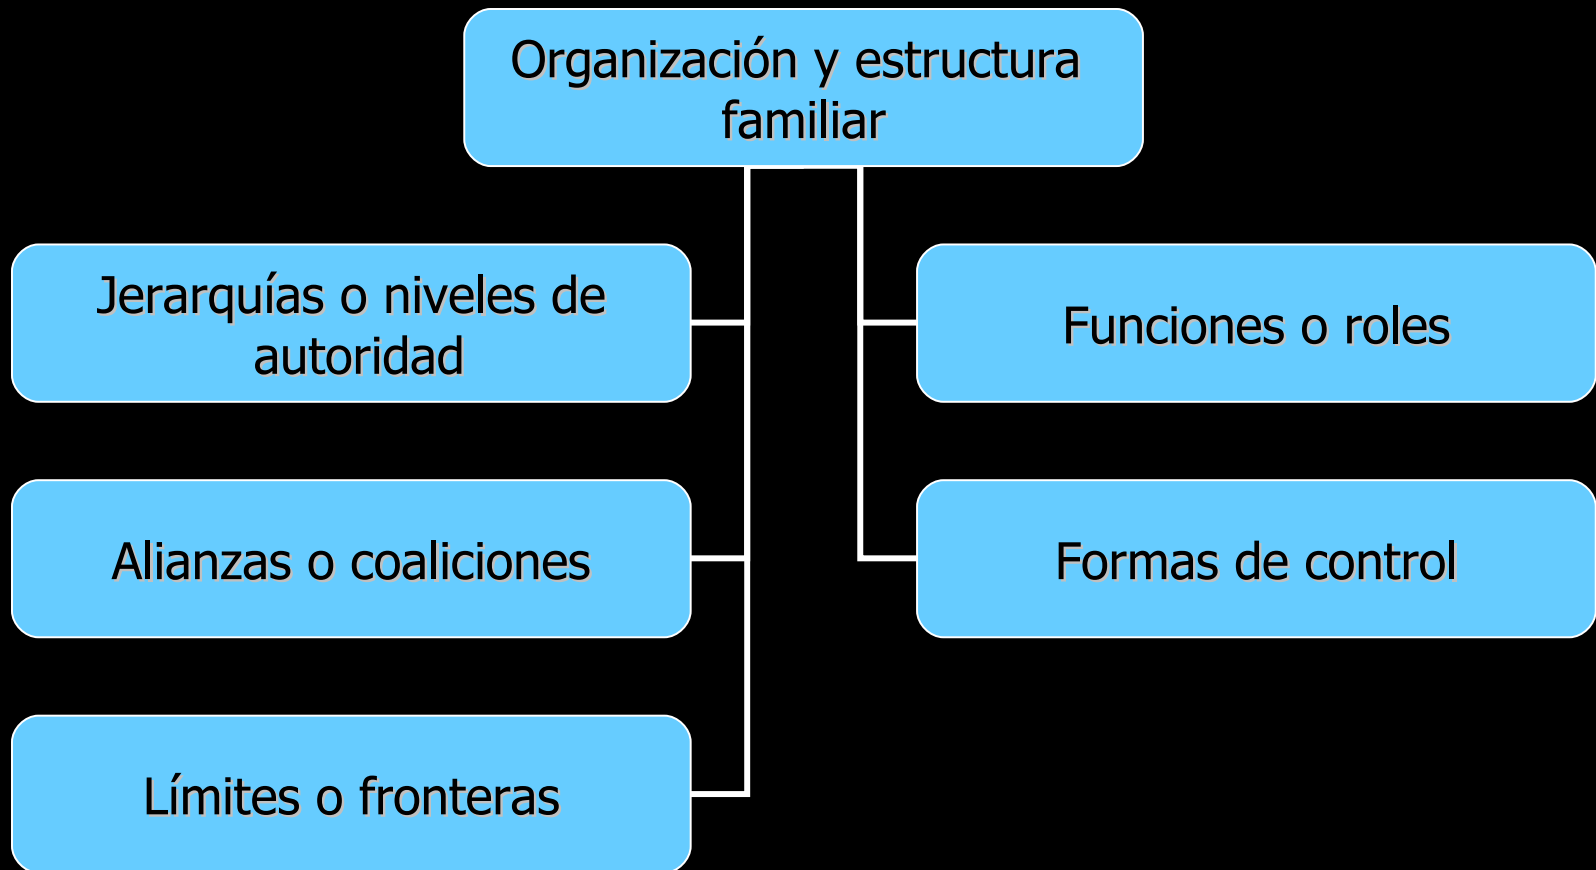 Organización y estructura
familiar
Jerarquías o niveles de
autoridad
Funciones o roles
Alianzas o coaliciones
Formas de control
Límites o fronteras